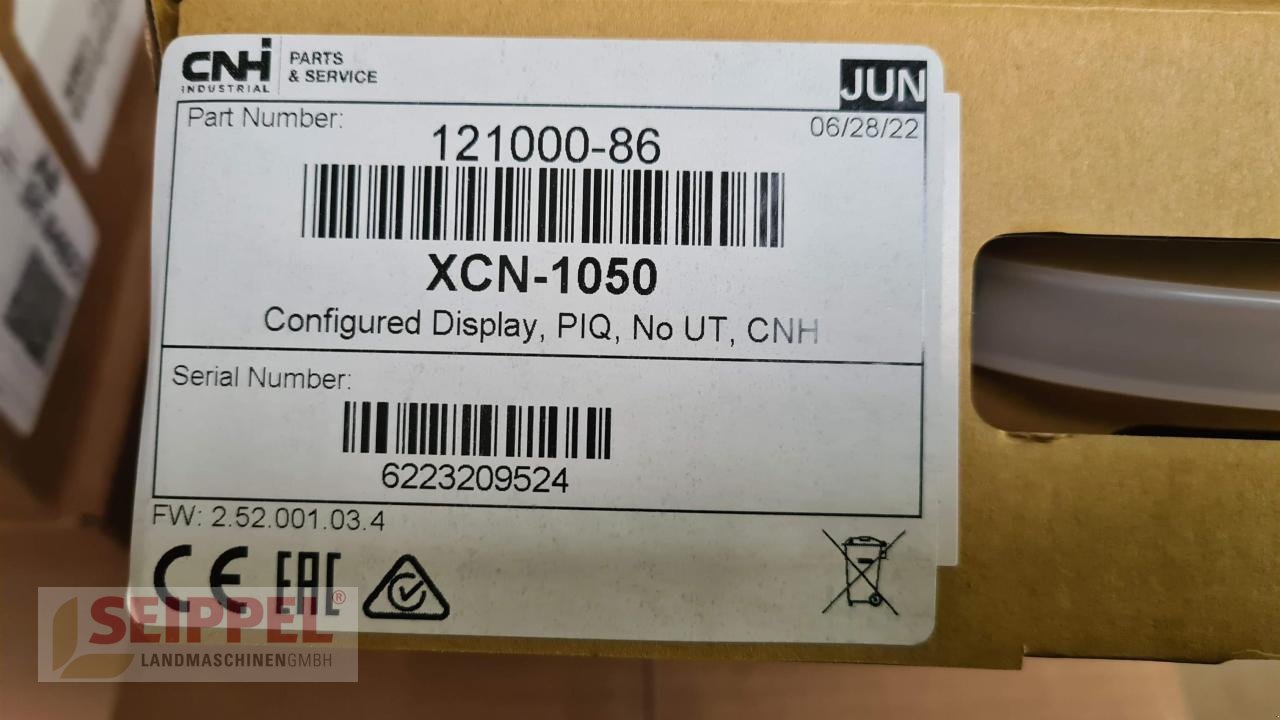 CNH
INDUSTRIAL
PARTS
& SERVICE
JUN
Part Number:
06/28/22
121000-86
XCN-1050
Configured Display, PIQ, No UT, CNH
Serial Number:
6223209524
FW: 2.52.001.03.4
CE EAC
SEIPPEL®
LANDMASCHINENGMBH